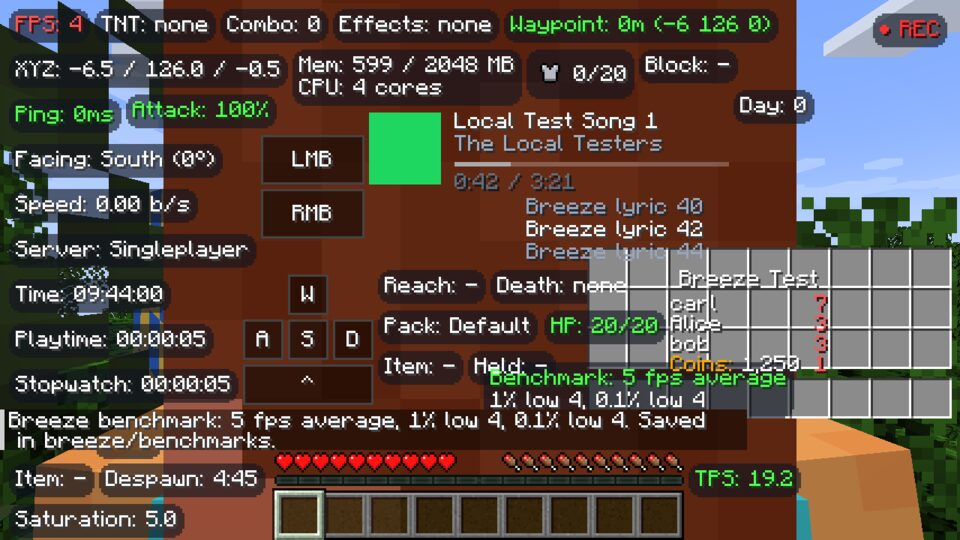 FPS: 4 TNT: none Combo: 0 Effects: none Waypoint: 0m (-6 126 0) REC
XYZ: -6.5 / 126.0 / -0.5
Mem: 599 / 2048 MB
CPU: 4 cores
0/20
Block: -
Day: 0
Ping: 0ms Attack: 100%
Local Test Song 1
The Local Testers
0:42 / 3:21
Facing: South (0°)
LMB
Speed: 0.00 b/s
RMB
Breeze lyric 40
Breeze lyric 42
Breeze lyric 44
Server: Singleplayer
Time: 09:44:00
W
Reach: - Death: none
Breeze Test
carl 7
Alice 3
bob 3
Coins: 1,250 1
Playtime: 00:00:05
A S D
Pack: Default HP: 20/20
Item: - Held: -
Stopwatch: 00:00:05
^
Benchmark: 5 fps average
1% low 4, 0.1% low 4
Breeze benchmark: 5 fps average, 1% low 4, 0.1% low 4. Saved
in breeze/benchmarks.
Item: - Despawn: 4:45
TPS: 19.2
Saturation: 5.0